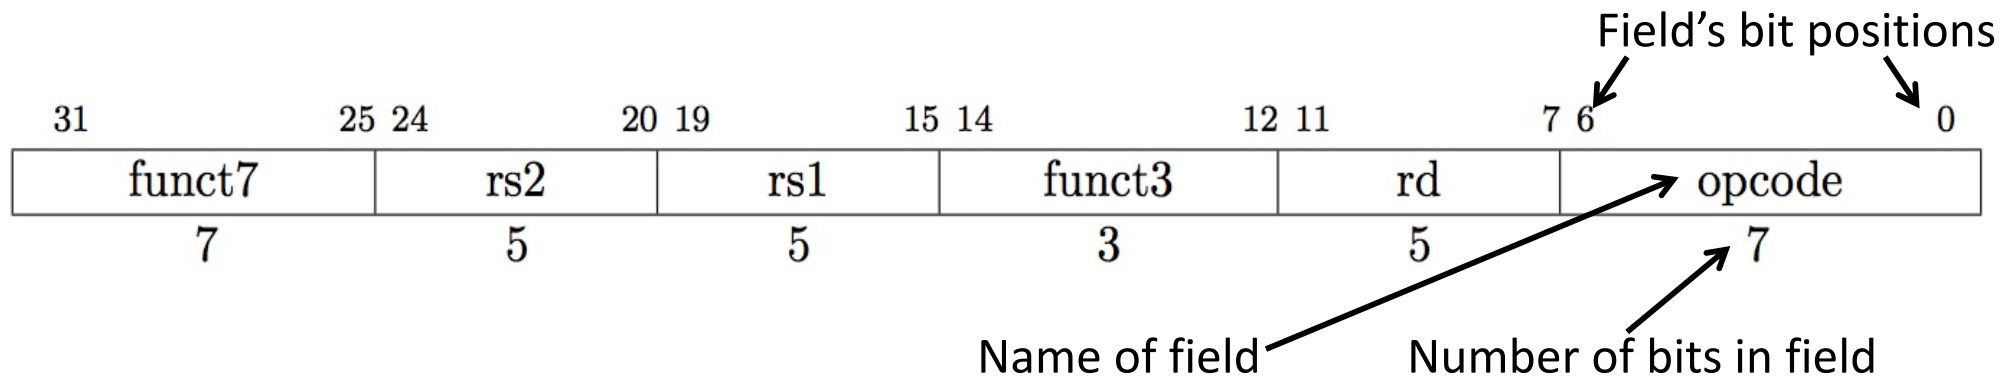 Field’s bit positions
31 25 24 20 19 15 14 12 11 7 6 0
funct7 rs2 rs1 funct3 rd opcode
7 5 5 3 5 7
Name of field Number of bits in field